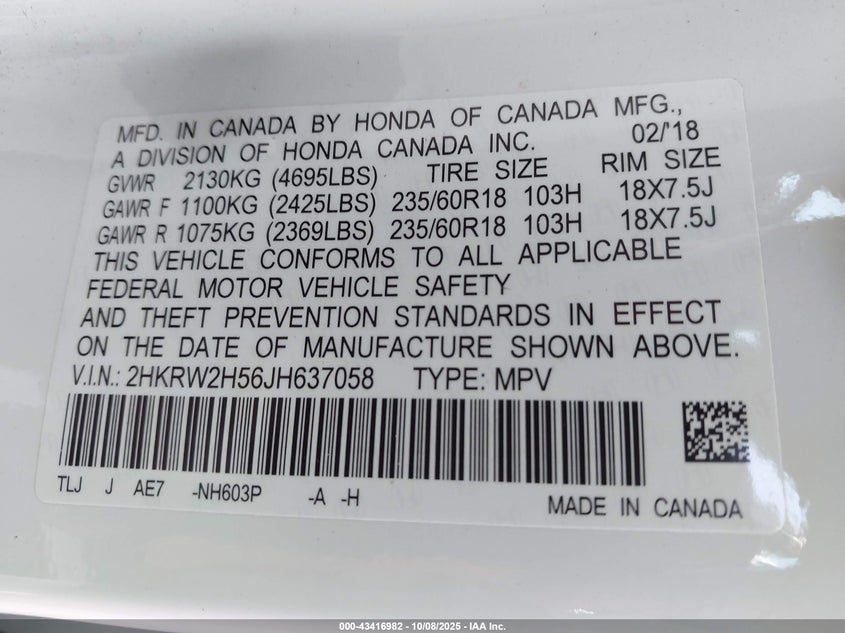 MFD. IN CANADA BY HONDA OF CANADA MFG.,
A DIVISION OF HONDA CANADA INC. 02/'18
GVWR 2130KG (4695LBS) TIRE SIZE RIM SIZE
GAWR F 1100KG (2425LBS) 235/60R18 103H 18X7.5J
GAWR R 1075KG (2369LBS) 235/60R18 103H 18X7.5J
THIS VEHICLE CONFORMS TO ALL APPLICABLE
FEDERAL MOTOR VEHICLE SAFETY
AND THEFT PREVENTION STANDARDS IN EFFECT
ON THE DATE OF MANUFACTURE SHOWN ABOVE.
V.I.N.: 2HKRW2H56JH637058 TYPE: MPV
TLJ J AE7 -NH603P -A -H
MADE IN CANADA
000-43416982 - 10/08/2025 - IAA Inc.